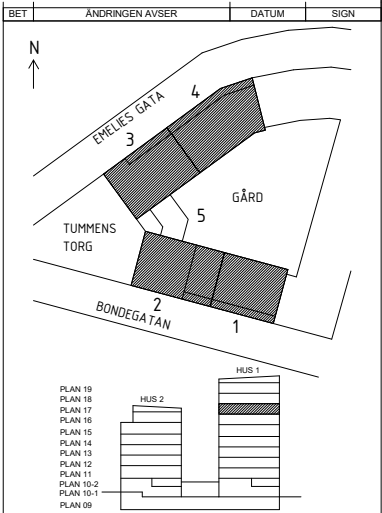 BET ÄNDRINGEN AVSER DATUM SIGN
N
EMELIES GATA
4
3
GÅRD
5
TUMMENS
TORG
2
1
BONDEGATAN
HUS 1
HUS 2
PLAN 19
PLAN 18
PLAN 17
PLAN 16
PLAN 15
PLAN 14
PLAN 13
PLAN 12
PLAN 11
PLAN 10-2
PLAN 10-1
PLAN 09